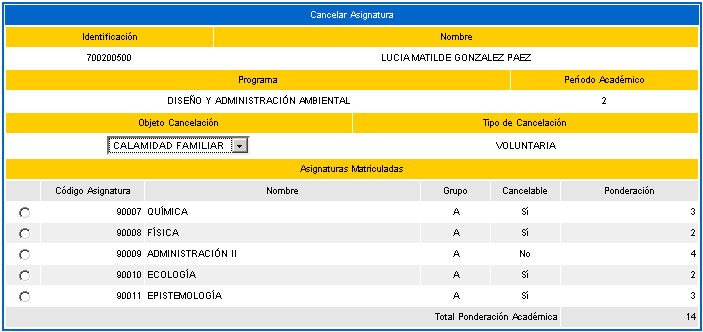 Cancelar Asignatura
Identificación Nombre
700200500 LUCIA MATILDE GONZALEZ PAEZ
Programa Período Académico
DISEÑO Y ADMINISTRACIÓN AMBIENTAL 2
Objeto Cancelación Tipo de Cancelación
CALAMIDAD FAMILIAR VOLUNTARIA
Asignaturas Matriculadas
Código Asignatura Nombre Grupo Cancelable Ponderación
90007 QUÍMICA A Sí 3
90008 FÍSICA A Sí 2
90009 ADMINISTRACIÓN II A No 4
90010 ECOLOGÍA A Sí 2
90011 EPISTEMOLOGÍA A Sí 3
Total Ponderación Académica 14